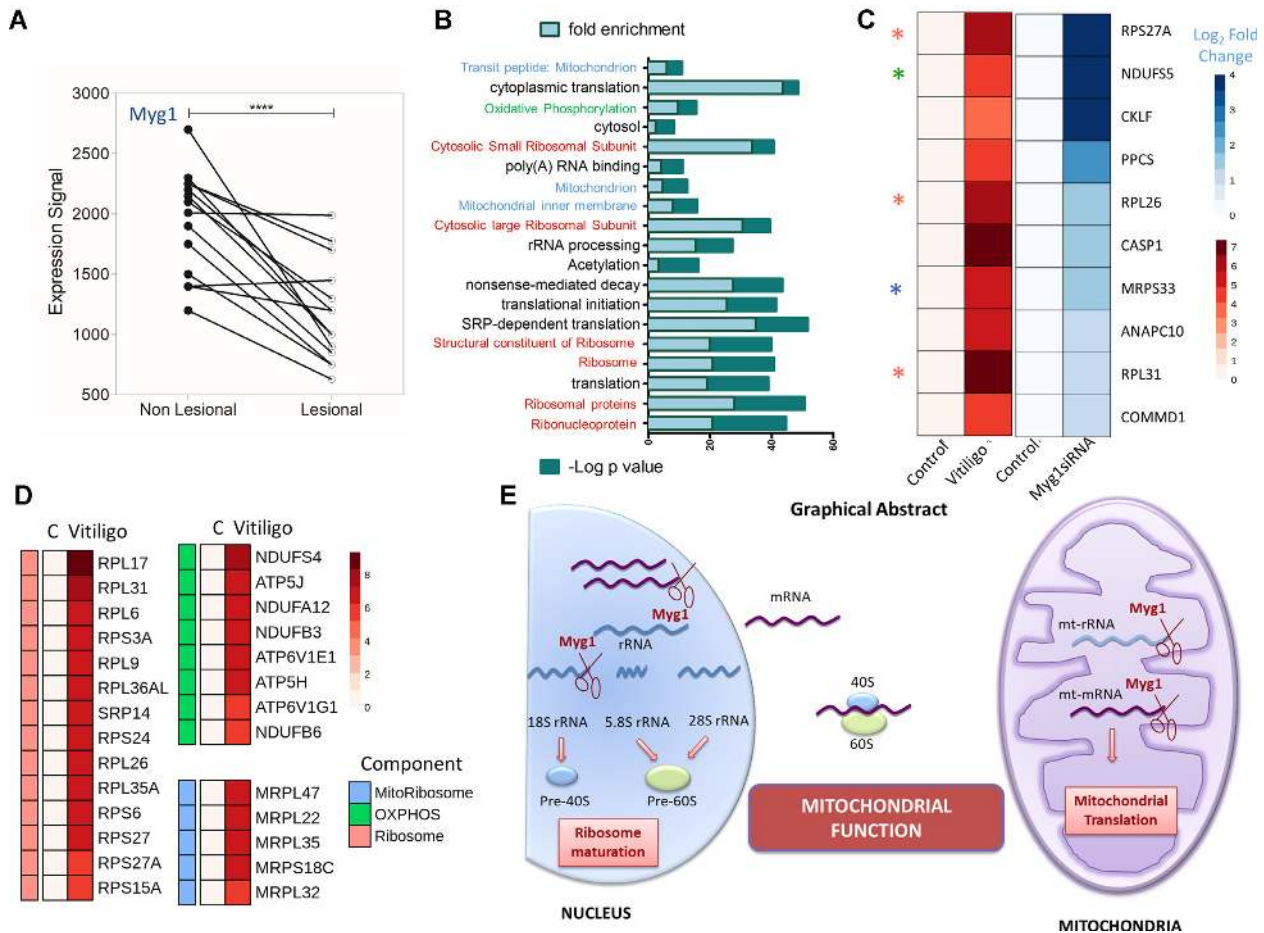 A
Myg1
****
Expression Signal
3000
2500
2000
1500
1000
500
Non Lesional
Lesional
B
fold enrichment
Transit peptide: Mitochondrion
cytoplasmic translation
Oxidative Phosphorylation
cytosol
Cytosolic Small Ribosomal Subunit
poly(A) RNA binding
Mitochondrion
Mitochondrial inner membrane
Cytosolic large Ribosomal Subunit
rRNA processing
Acetylation
nonsense-mediated decay
translational initiation
SRP-dependent translation
Structural constituent of Ribosome
Ribosome
translation
Ribosomal proteins
Ribonucleoprotein
0
20
40
60
-Log p value
C
*
*
*
*
*
RPS27A
NDUFS5
CKLF
PPCS
RPL26
CASP1
MRPS33
ANAPC10
RPL31
COMMD1
Control
Vitiligo
Control
Myg1siRNA
Log2 Fold
Change
4
3
2
1
0
7
6
5
4
3
2
1
0
D
C Vitiligo
RPL17
RPL31
RPL6
RPS3A
RPL9
RPL36AL
SRP14
RPS24
RPL26
RPL35A
RPS6
RPS27
RPS27A
RPS15A
C Vitiligo
NDUFS4
ATP5J
NDUFA12
NDUFB3
ATP6V1E1
ATP5H
ATP6V1G1
NDUFB6
MRPL47
MRPL22
MRPL35
MRPS18C
MRPL32
8
6
4
2
0
Component
MitoRibosome
OXPHOS
Ribosome
E
Graphical Abstract
Myg1
rRNA
Myg1
18S rRNA
5.8S rRNA
28S rRNA
Pre-40S
Pre-60S
Ribosome
maturation
NUCLEUS
mRNA
40S
60S
MITOCHONDRIAL
FUNCTION
Myg1
mt-rRNA
Myg1
mt-mRNA
Mitochondrial
Translation
MITOCHONDRIA